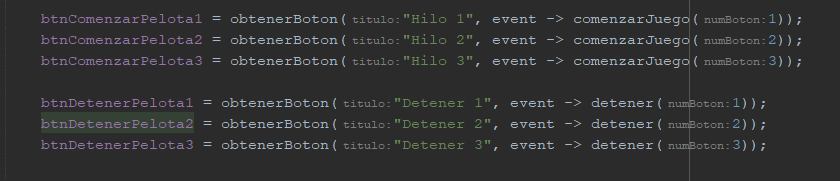 btnComenzarPelota1 = obtenerBoton( titulo: "Hilo 1", event -> comenzarJuego( numBoton: 1));
btnComenzarPelota2 = obtenerBoton( titulo: "Hilo 2", event -> comenzarJuego( numBoton: 2));
btnComenzarPelota3 = obtenerBoton( titulo: "Hilo 3", event -> comenzarJuego( numBoton: 3));
btnDetenerPelota1 = obtenerBoton( titulo: "Detener 1", event -> detener( numBoton: 1));
btnDetenerPelota2 = obtenerBoton( titulo: "Detener 2", event -> detener( numBoton: 2));
btnDetenerPelota3 = obtenerBoton( titulo: "Detener 3", event -> detener( numBoton: 3));